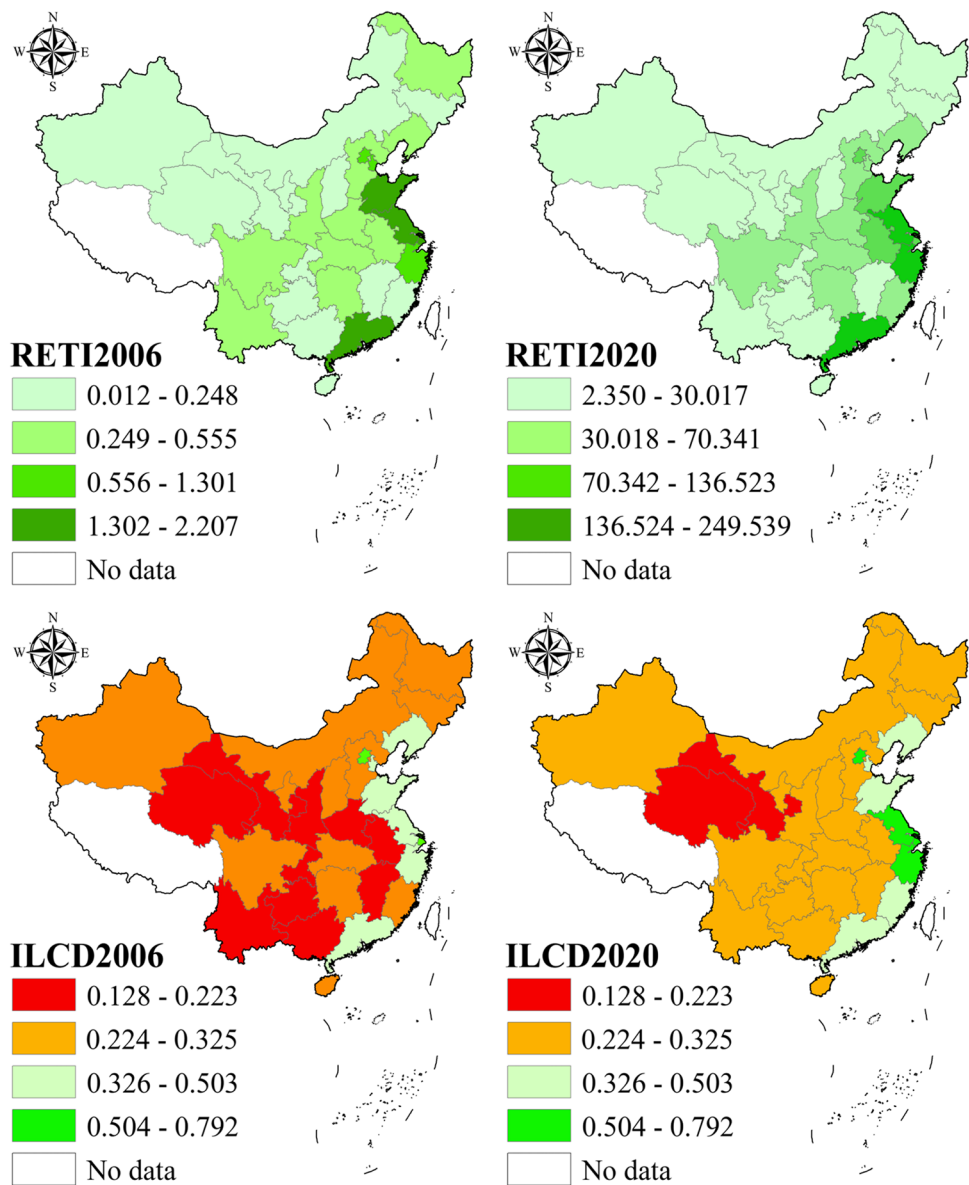 N
W E
S
RETI2006
0.012 - 0.248
0.249 - 0.555
0.556 - 1.301
1.302 - 2.207
No data
N
W E
S
RETI2020
2.350 - 30.017
30.018 - 70.341
70.342 - 136.523
136.524 - 249.539
No data
N
W E
S
ILCD2006
0.128 - 0.223
0.224 - 0.325
0.326 - 0.503
0.504 - 0.792
No data
N
W E
S
ILCD2020
0.128 - 0.223
0.224 - 0.325
0.326 - 0.503
0.504 - 0.792
No data